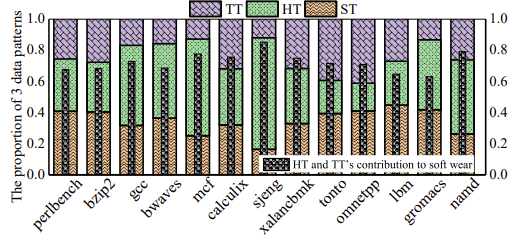 TT HT ST
The proportion of 3 data patterns
1.0 1.0
0.8 0.8
0.6 0.6
0.4 0.4
0.2 0.2
0.0 0.0
HT and TT's contribution to soft wear
perlbench
bzip2
gcc
bwaves
mcf
calculix
sjeng
xalancbmk
tonto
omnetpp
lbm
gromacs
namd